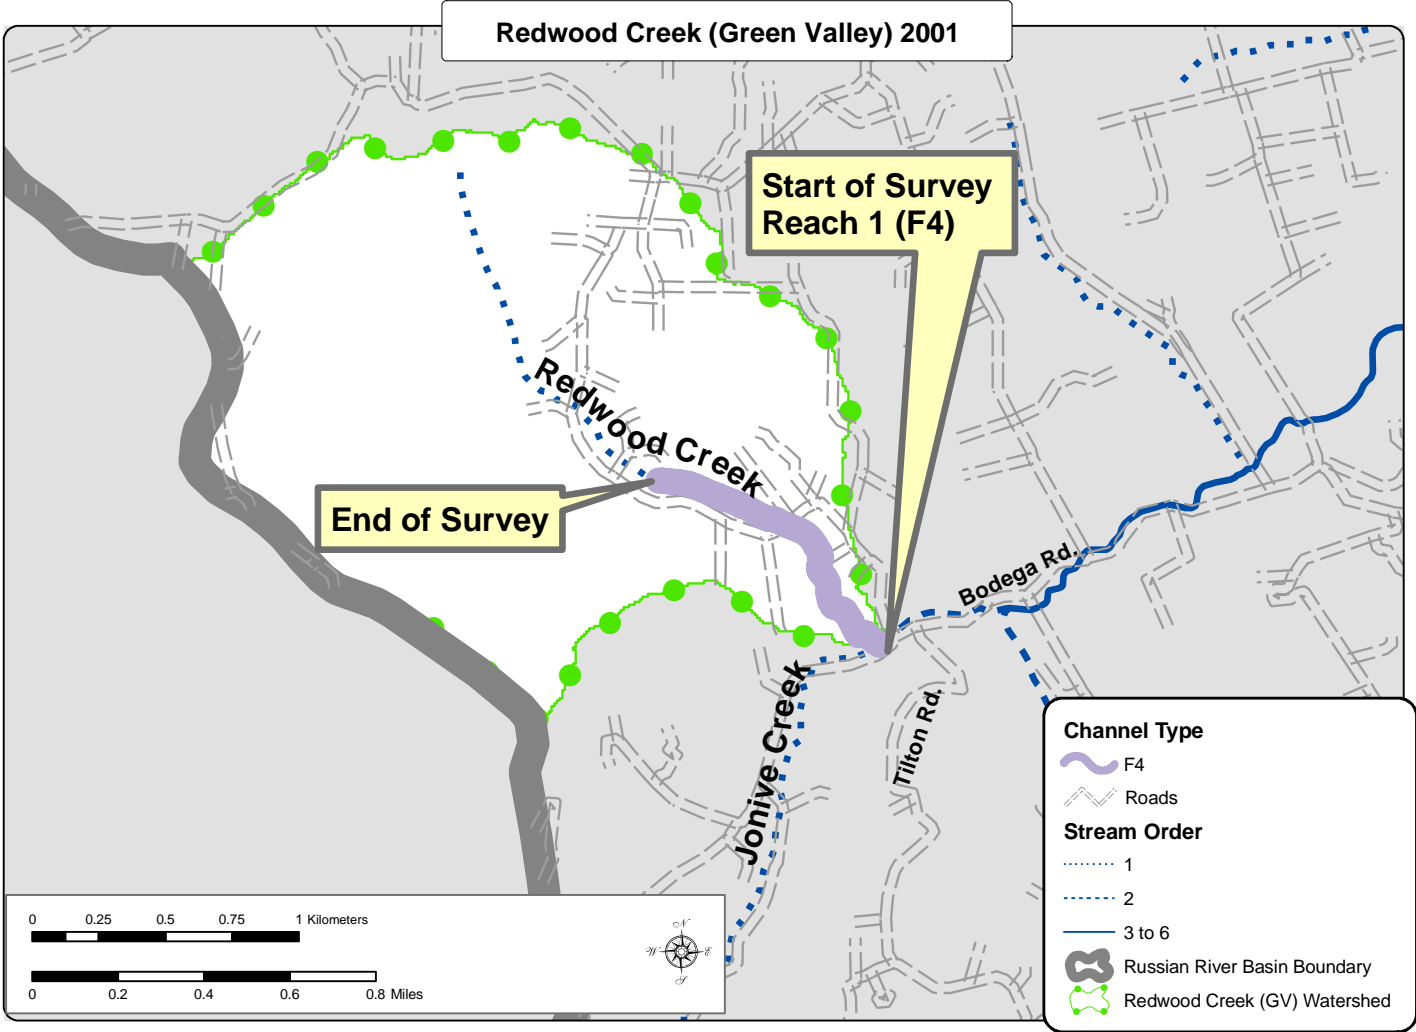 Redwood Creek (Green Valley) 2001
Start of Survey
Reach 1 (F4)
Redwood Creek
End of Survey
Bodega Rd.
Jonive Creek
Tilton Rd.
Channel Type
F4
Roads
Stream Order
1
2
3 to 6
Russian River Basin Boundary
Redwood Creek (GV) Watershed
0 0.25 0.5 0.75 1 Kilometers
0 0.2 0.4 0.6 0.8 Miles
N
W E
S